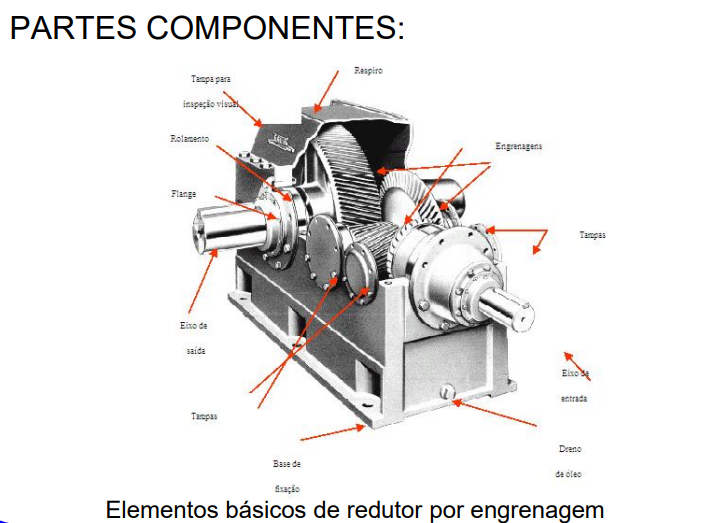 PARTES COMPONENTES:
Respiro
Tampa para
inspeção visual
Rolamento
Engrenagens
Flange
Tampas
Eixo de
saída
Eixo de
entrada
Tampas
Dreno
de óleo
Base de
fixação
Elementos básicos de redutor por engrenagem